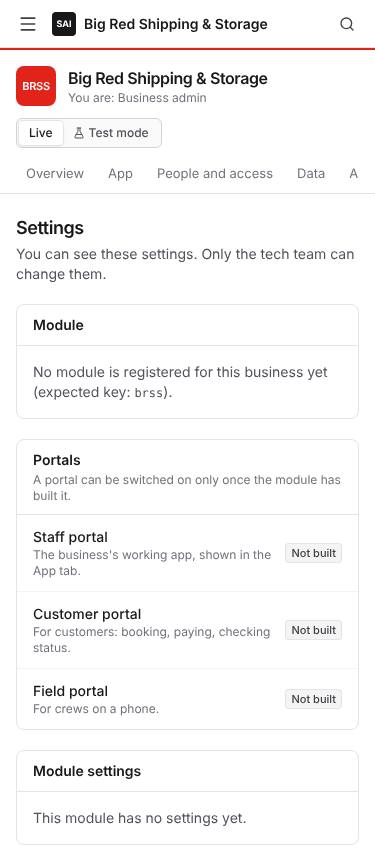 SAI Big Red Shipping & Storage
BRSS
Big Red Shipping & Storage
You are: Business admin
Live Test mode
Overview App People and access Data A
Settings
You can see these settings. Only the tech team can
change them.
Module
No module is registered for this business yet
(expected key: brss).
Portals
A portal can be switched on only once the module has
built it.
Staff portal
The business's working app, shown in the
App tab.
Not built
Customer portal
For customers: booking, paying, checking
status.
Not built
Field portal
For crews on a phone.
Not built
Module settings
This module has no settings yet.